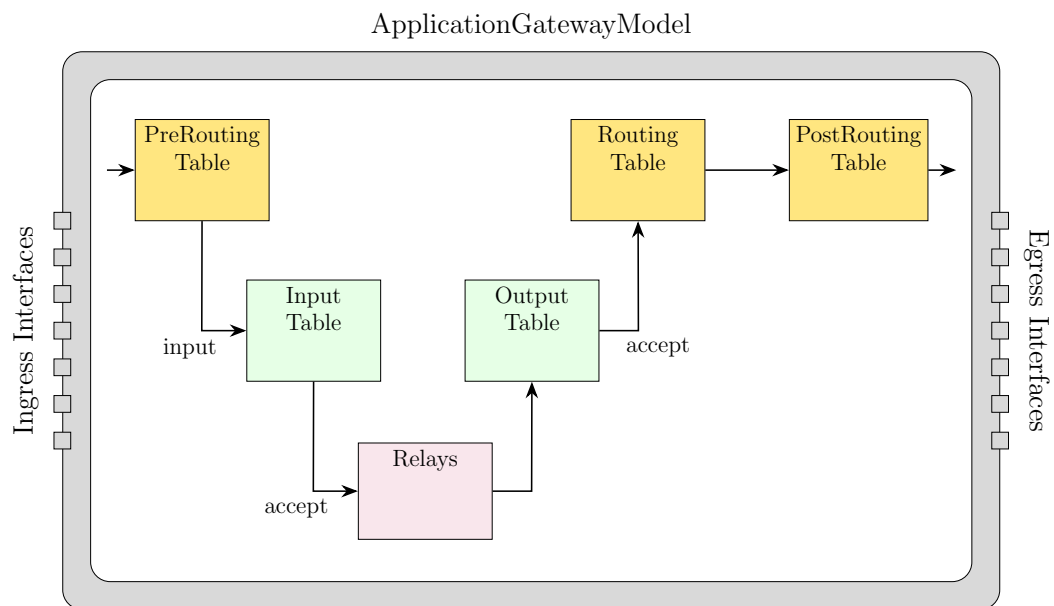 ApplicationGatewayModel
PreRouting
Table
Routing
Table
PostRouting
Table
Ingress Interfaces
Egress Interfaces
Input
Table
Output
Table
input
accept
Relays
accept